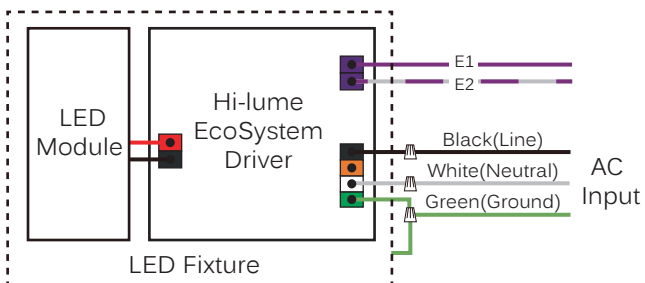 E1
E2
LED
Module
Hi-lume
EcoSystem
Driver
Black(Line)
White(Neutral)
Green(Ground)
AC
Input
LED Fixture